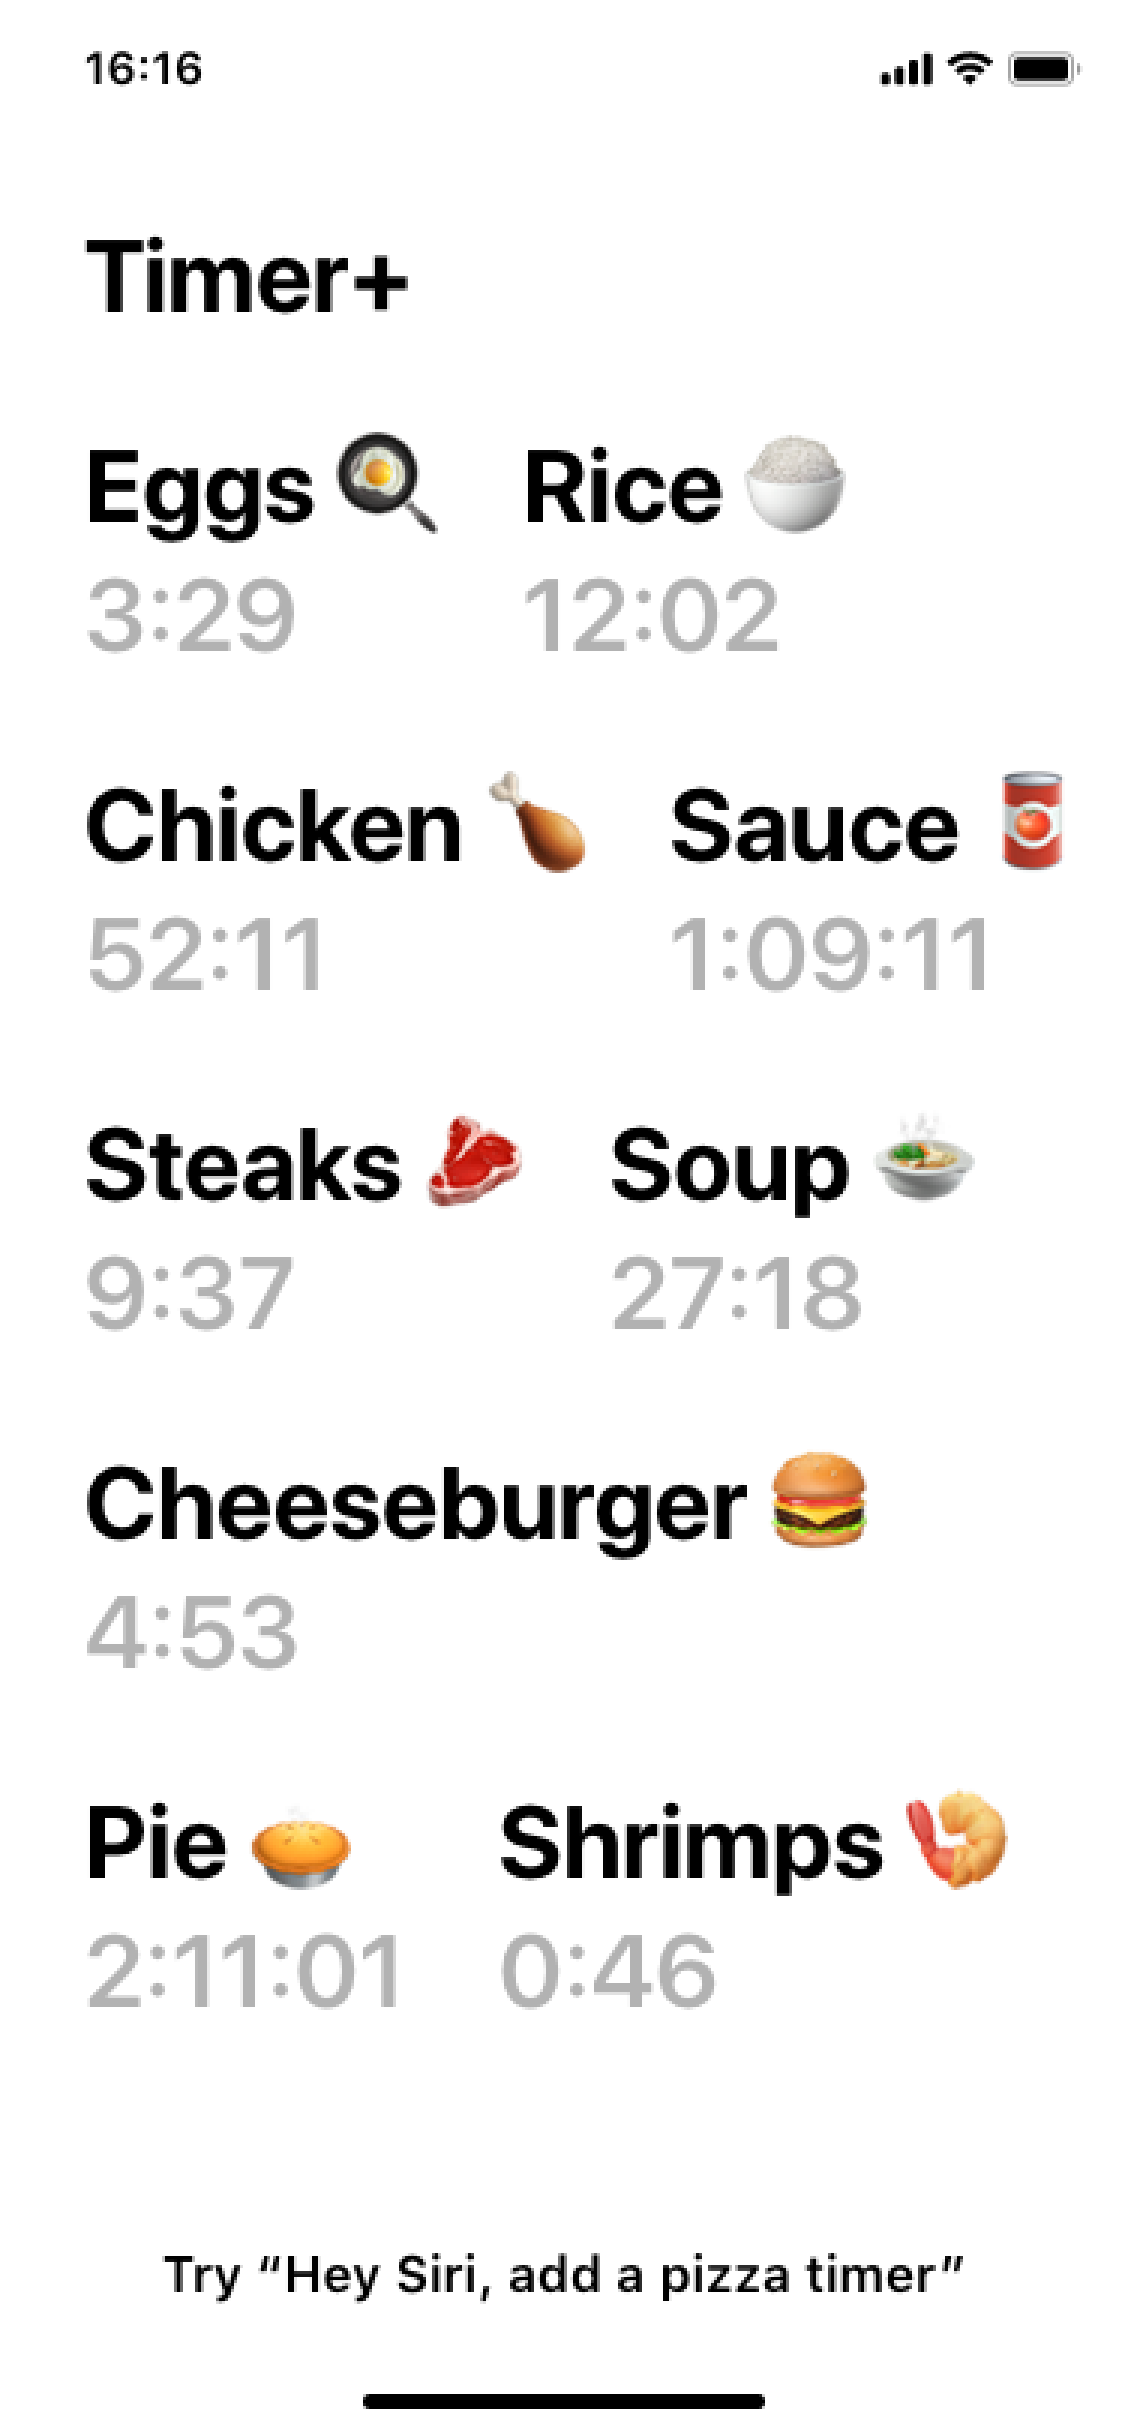 16:16
Timer+
Eggs 🍳 Rice 🍚
3:29 12:02
Chicken 🍗 Sauce 🥫
52:11 1:09:11
Steaks 🥩 Soup 🍲
9:37 27:18
Cheeseburger 🍔
4:53
Pie 🥧 Shrimps 🍤
2:11:01 0:46
Try “Hey Siri, add a pizza timer”